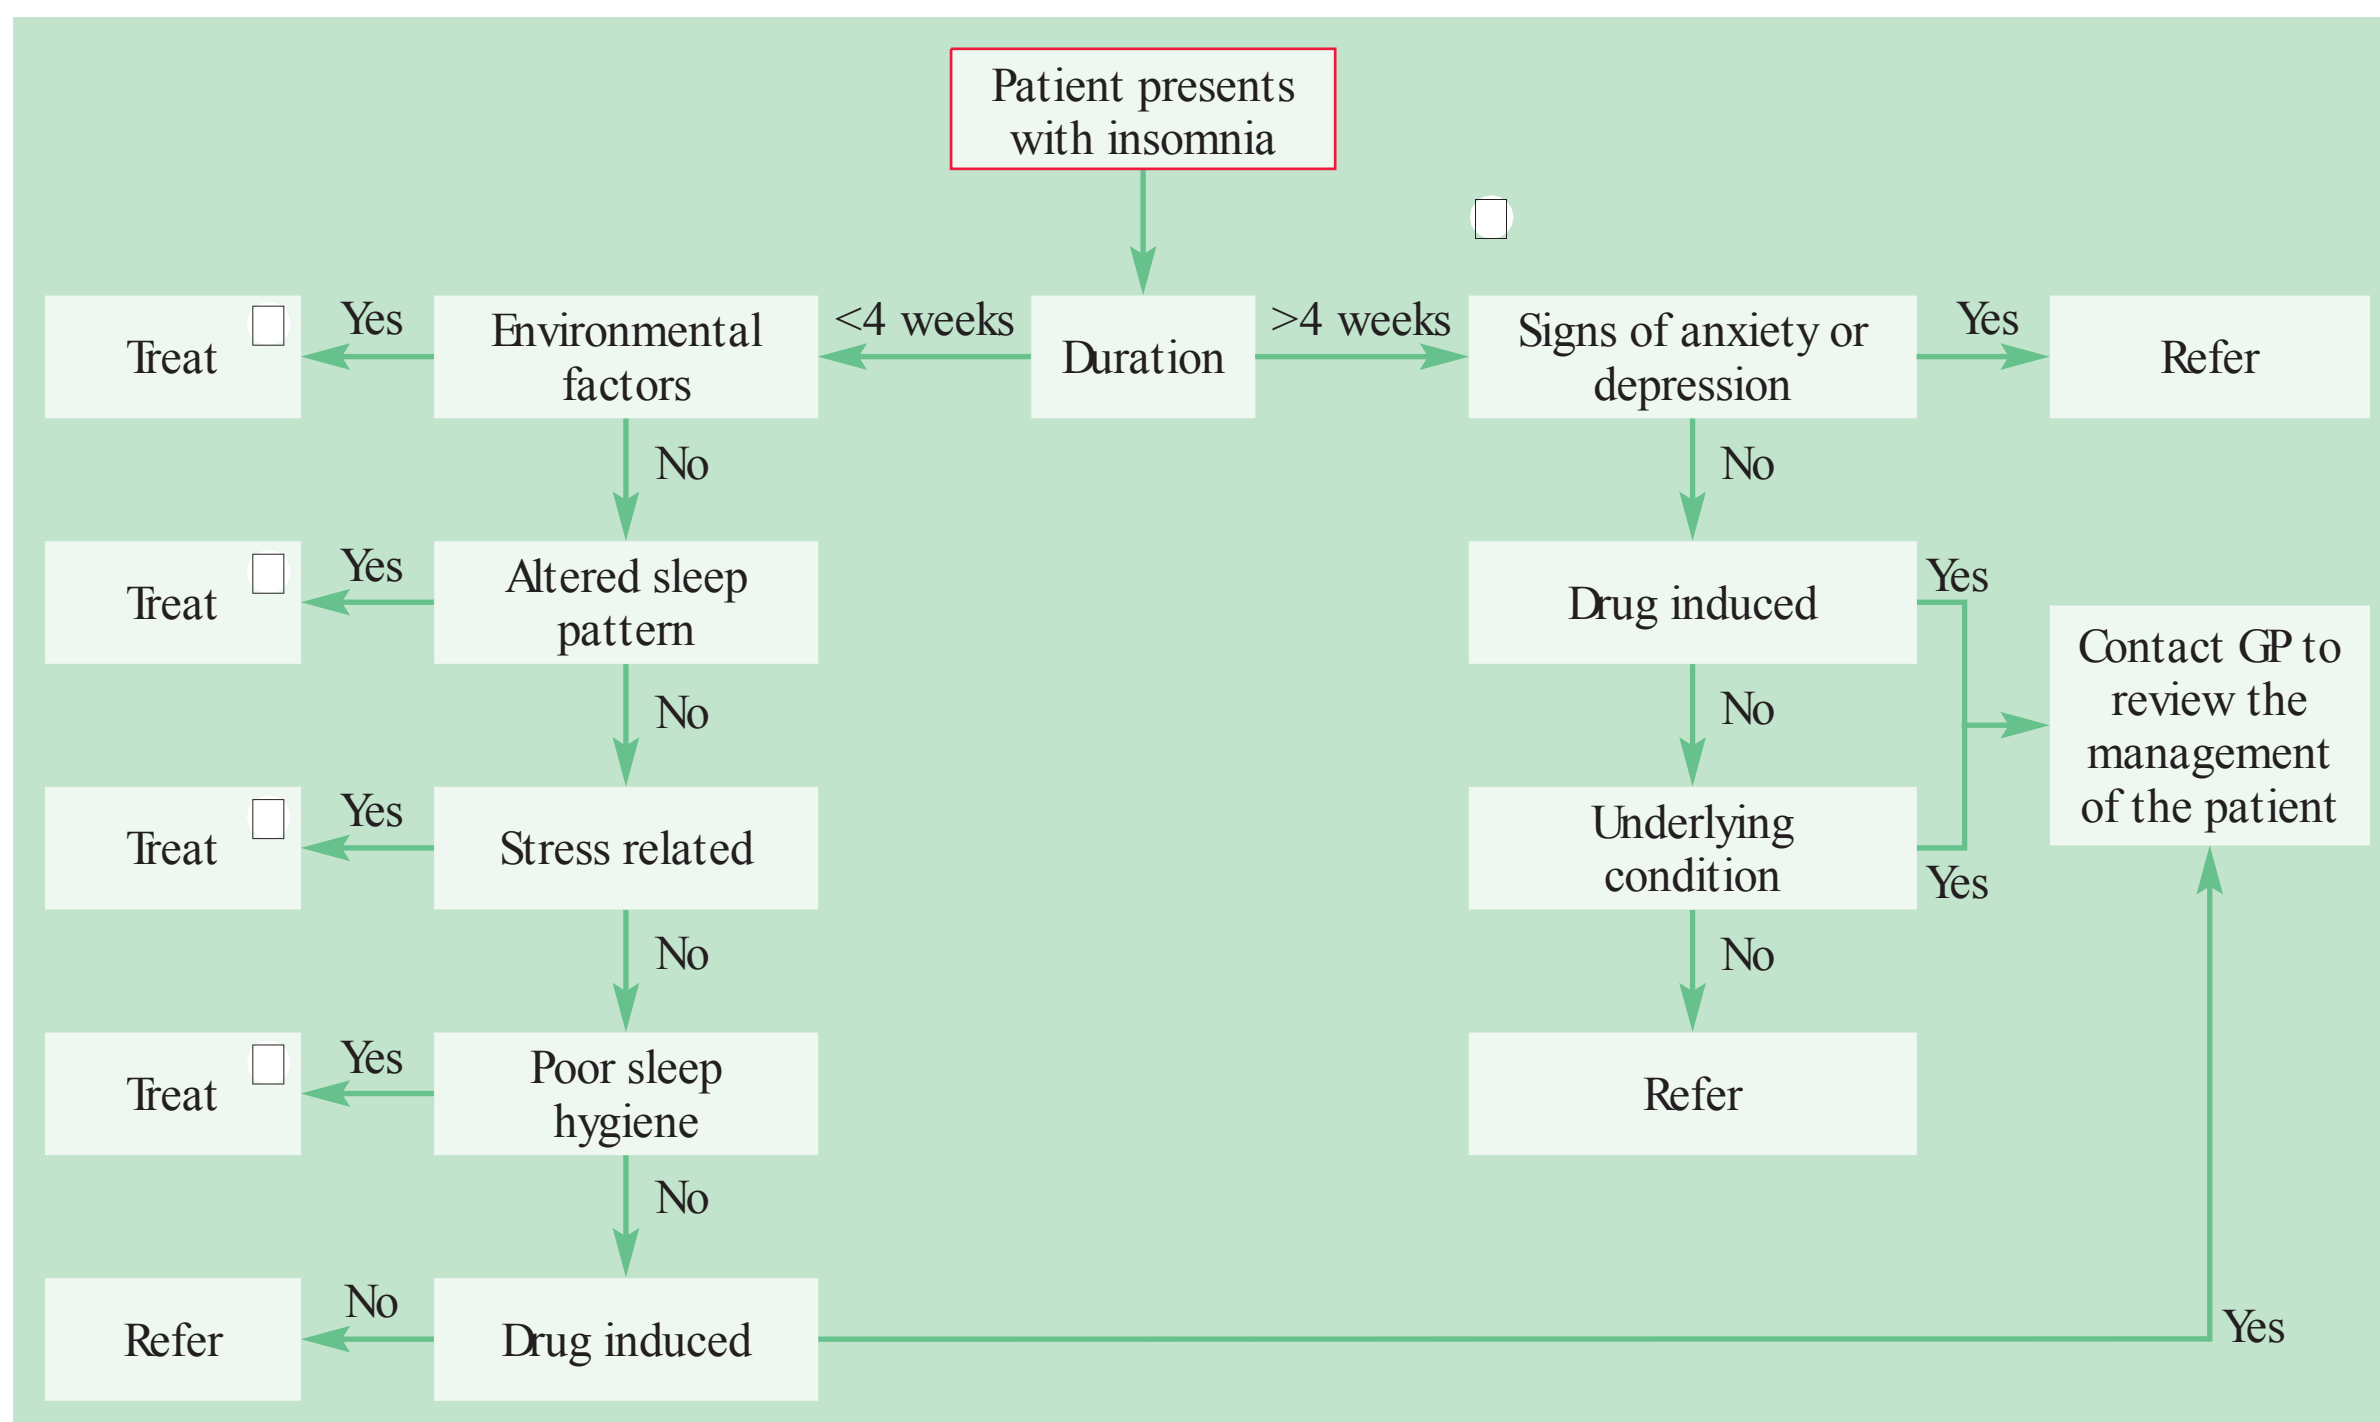 Patient presents
with insomnia
<4 weeks
>4 weeks
Duration
Treat
Yes
Environmental
factors
Signs of anxiety or
depression
Yes
Refer
No
No
Treat
Yes
Altered sleep
pattern
Drug induced
Yes
Contact GP to
review the
management
of the patient
No
No
Treat
Yes
Stress related
Underlying
condition
Yes
No
No
Treat
Yes
Poor sleep
hygiene
Refer
No
Refer
No
Drug induced
Yes